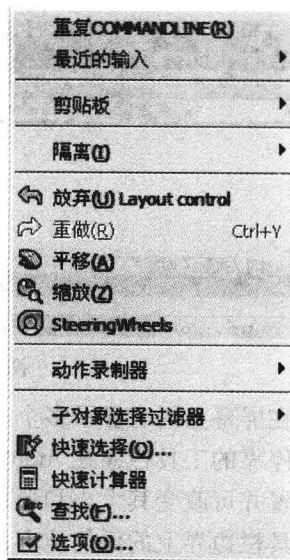 重复COMMANDLINE(R)
最近的输入
剪贴板
隔离(I)
放弃(U) Layout control
重做(R) Ctrl+Y
平移(A)
缩放(Z)
SteeringWheels
动作录制器
子对象选择过滤器
快速选择(Q)...
快速计算器
查找(F)...
选项(O)...